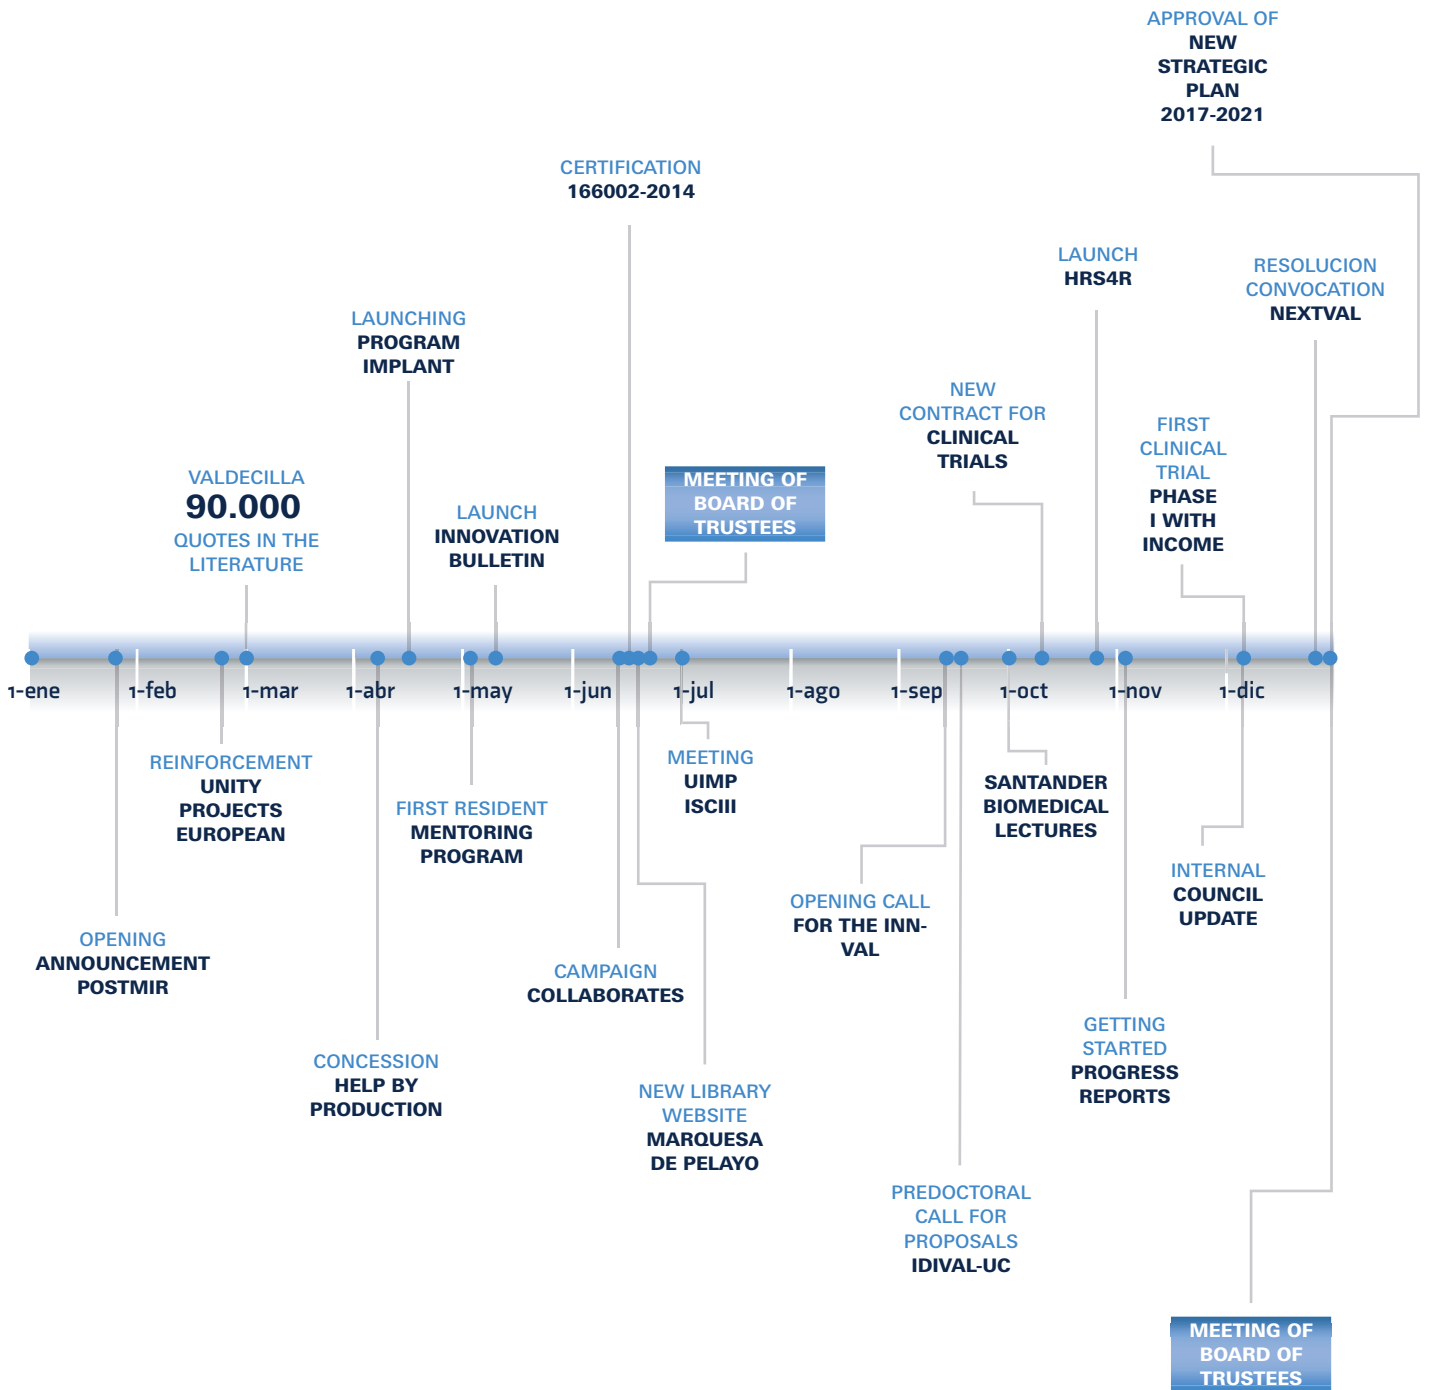 APPROVAL OF
NEW
STRATEGIC
PLAN
2017-2021
CERTIFICATION
166002-2014
LAUNCH
HRS4R
RESOLUCION
CONVOCATION
NEXTVAL
LAUNCHING
PROGRAM
IMPLANT
NEW
CONTRACT FOR
CLINICAL
TRIALS
FIRST
CLINICAL
TRIAL
PHASE
I WITH
INCOME
VALDECILLA
90.000
QUOTES IN THE
LITERATURE
LAUNCH
INNOVATION
BULLETIN
MEETING OF
BOARD OF
TRUSTEES
1-ene
1-feb
1-mar
1-abr
1-may
1-jun
1-jul
1-ago
1-sep
1-oct
1-nov
1-dic
REINFORCEMENT
UNITY
PROJECTS
EUROPEAN
FIRST RESIDENT
MENTORING
PROGRAM
MEETING
UIMP
ISCIII
SANTANDER
BIOMEDICAL
LECTURES
OPENING CALL
FOR THE INN-
VAL
INTERNAL
COUNCIL
UPDATE
OPENING
ANNOUNCEMENT
POSTMIR
CAMPAIGN
COLLABORATES
CONCESSION
HELP BY
PRODUCTION
NEW LIBRARY
WEBSITE
MARQUESA
DE PELAYO
GETTING
STARTED
PROGRESS
REPORTS
PREDOCTORAL
CALL FOR
PROPOSALS
IDIVAL-UC
MEETING OF
BOARD OF
TRUSTEES